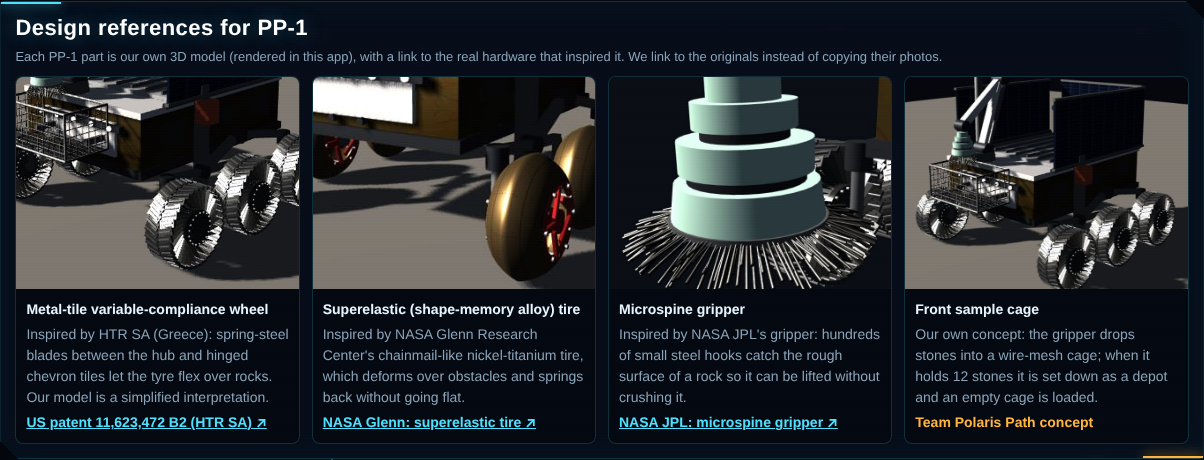 Design references for PP-1
Each PP-1 part is our own 3D model (rendered in this app), with a link to the real hardware that inspired it. We link to the originals instead of copying their photos.
Metal-tile variable-compliance wheel
Inspired by HTR SA (Greece): spring-steel
blades between the hub and hinged
chevron tiles let the tyre flex over rocks.
Our model is a simplified interpretation.
US patent 11,623,472 B2 (HTR SA) ↗
Superelastic (shape-memory alloy) tire
Inspired by NASA Glenn Research
Center's chainmail-like nickel-titanium tire,
which deforms over obstacles and springs
back without going flat.
NASA Glenn: superelastic tire ↗
Microspine gripper
Inspired by NASA JPL's gripper: hundreds
of small steel hooks catch the rough
surface of a rock so it can be lifted without
crushing it.
NASA JPL: microspine gripper ↗
Front sample cage
Our own concept: the gripper drops
stones into a wire-mesh cage; when it
holds 12 stones it is set down as a depot
and an empty cage is loaded.
Team Polaris Path concept